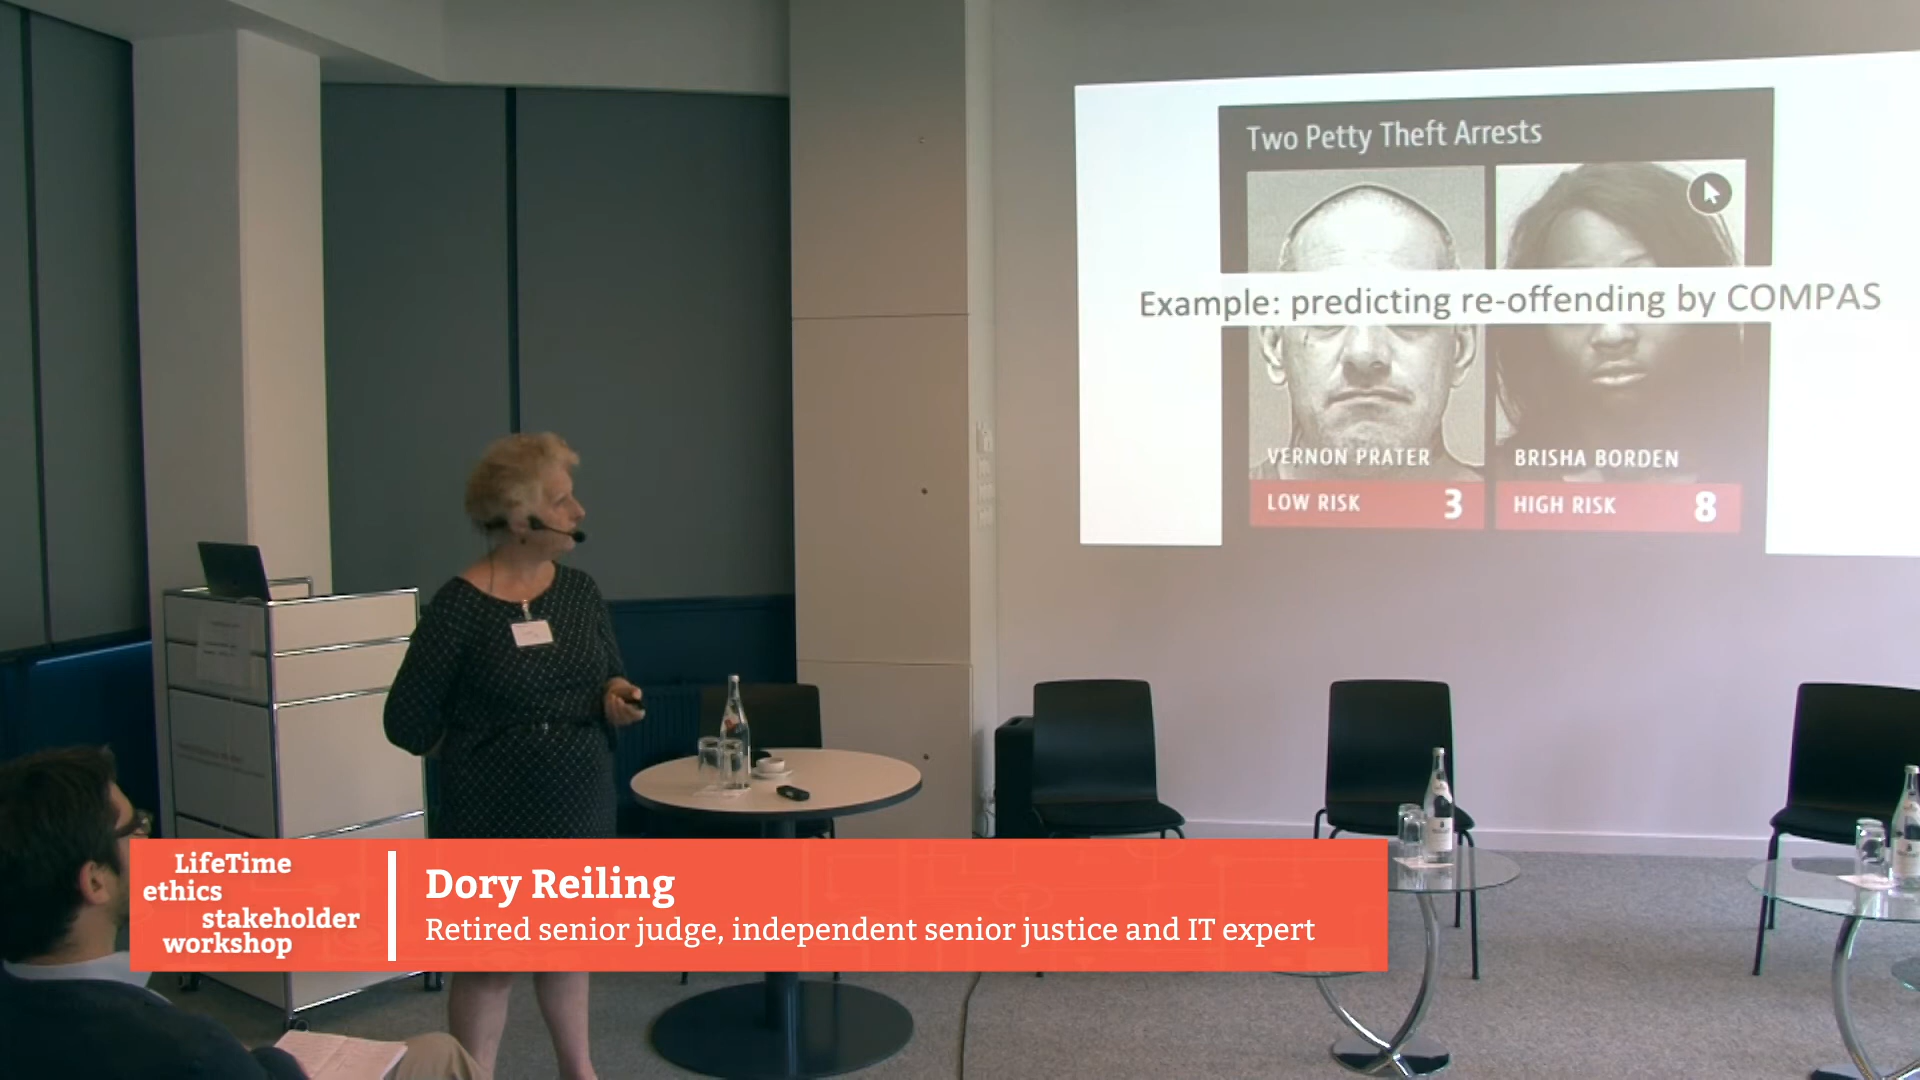 Two Petty Theft Arrests
Example: predicting re-offending by COMPAS
VERNON PRATER
BRISHA BORDEN
LOW RISK 3
HIGH RISK 8
LifeTime
ethics
stakeholder
workshop
Dory Reiling
Retired senior judge, independent senior justice and IT expert